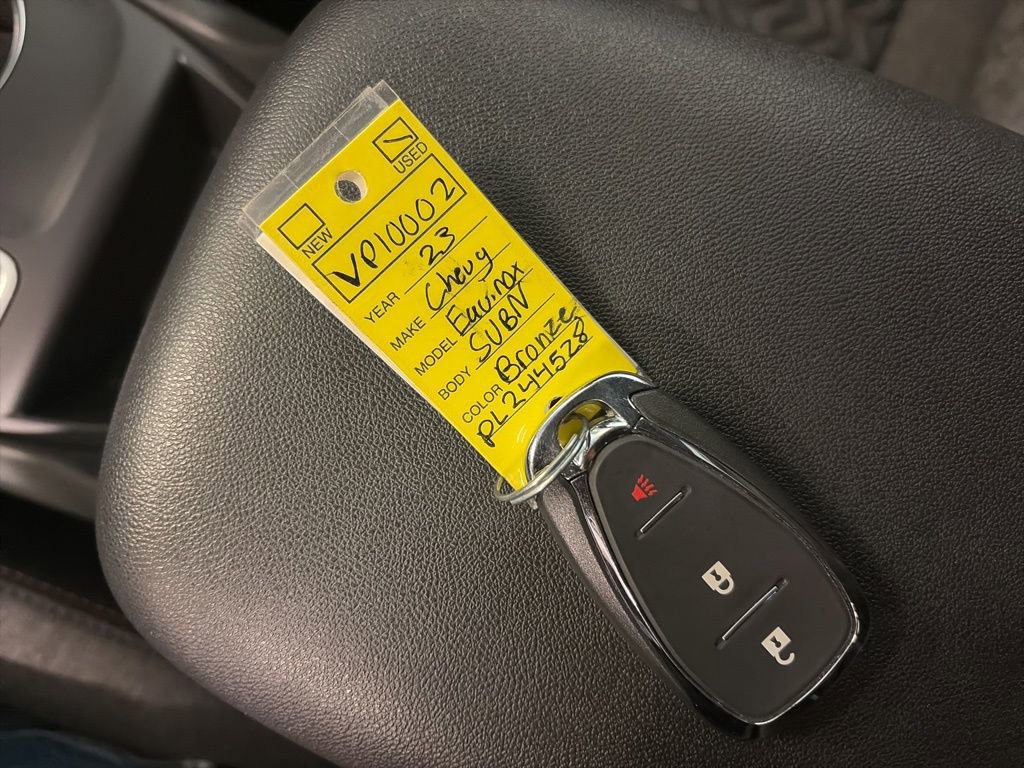 USED
NEW
VP10002
YEAR 23
MAKE Chevy
MODEL Equinox
BODY SUBN
COLOR Bronze
PL244528